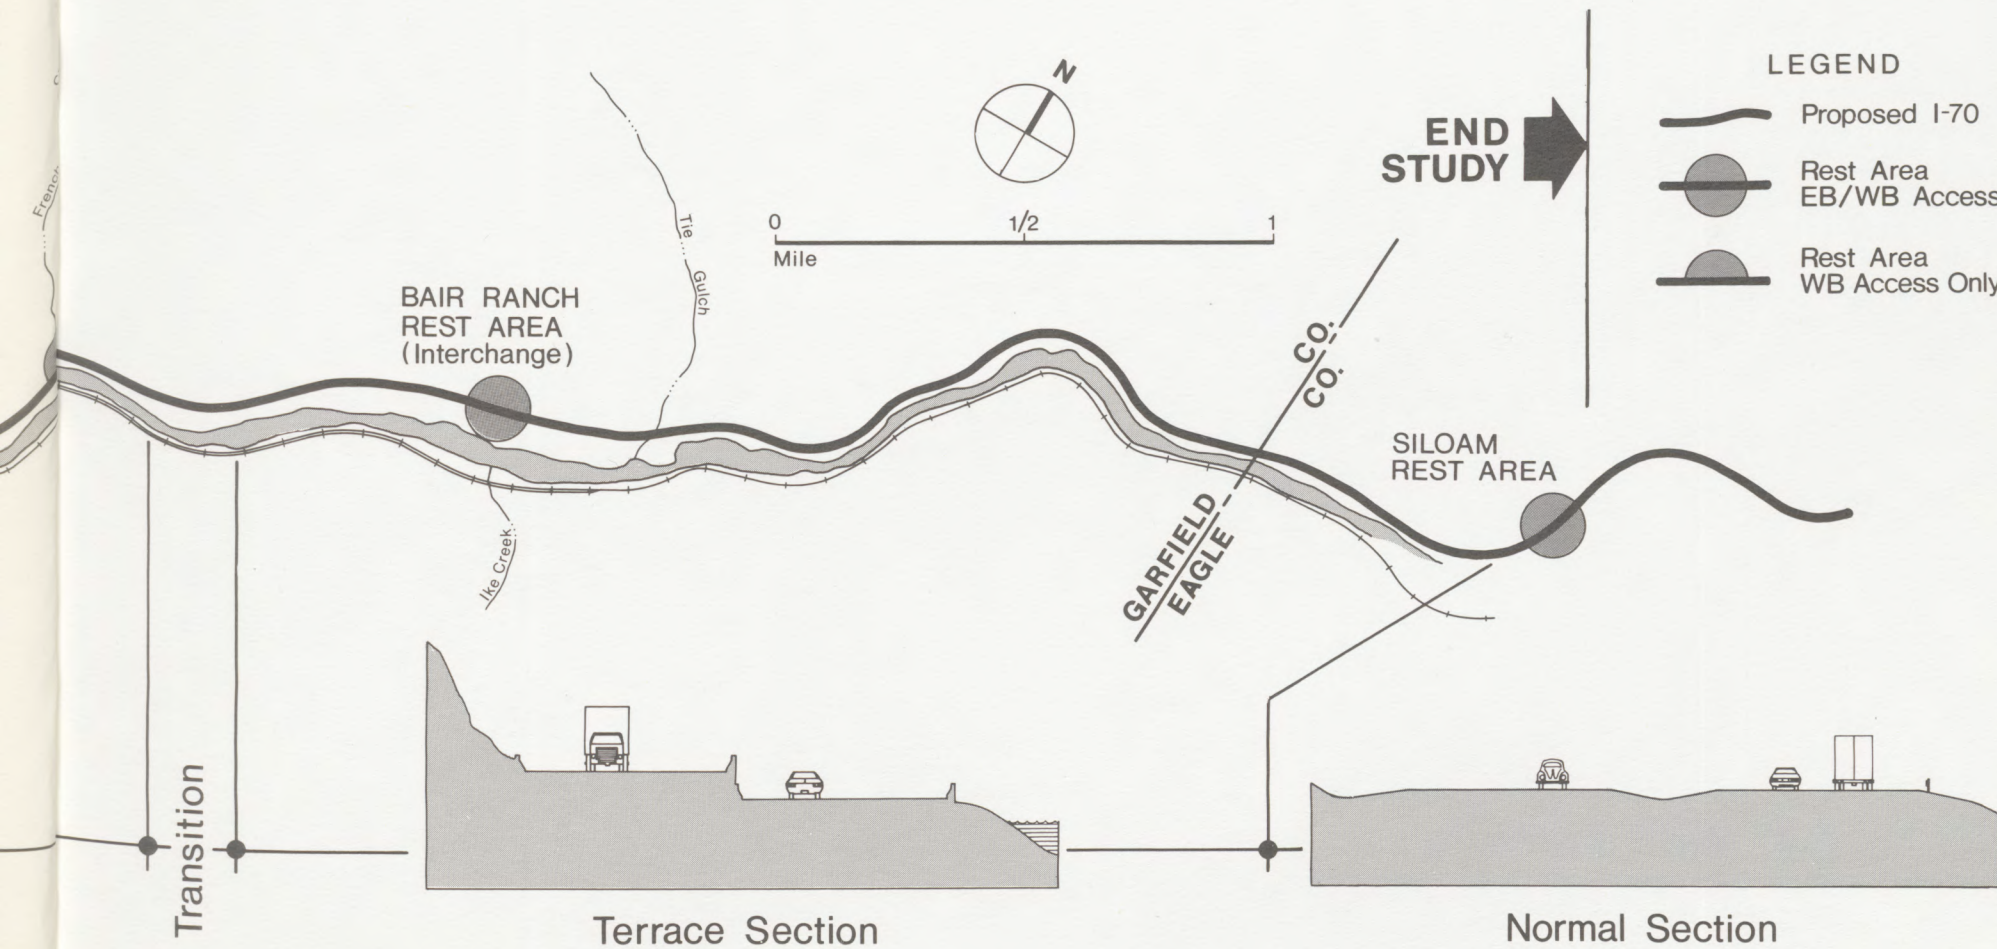 N
END
STUDY
LEGEND
Proposed I-70
Rest Area
EB/WB Access
Rest Area
WB Access Only
0 1/2 1
Mile
French
Tie Gulch
BAIR RANCH
REST AREA
(Interchange)
CO.
CO.
SILOAM
REST AREA
GARFIELD
EAGLE
Ike Creek
Transition
Terrace Section
Normal Section